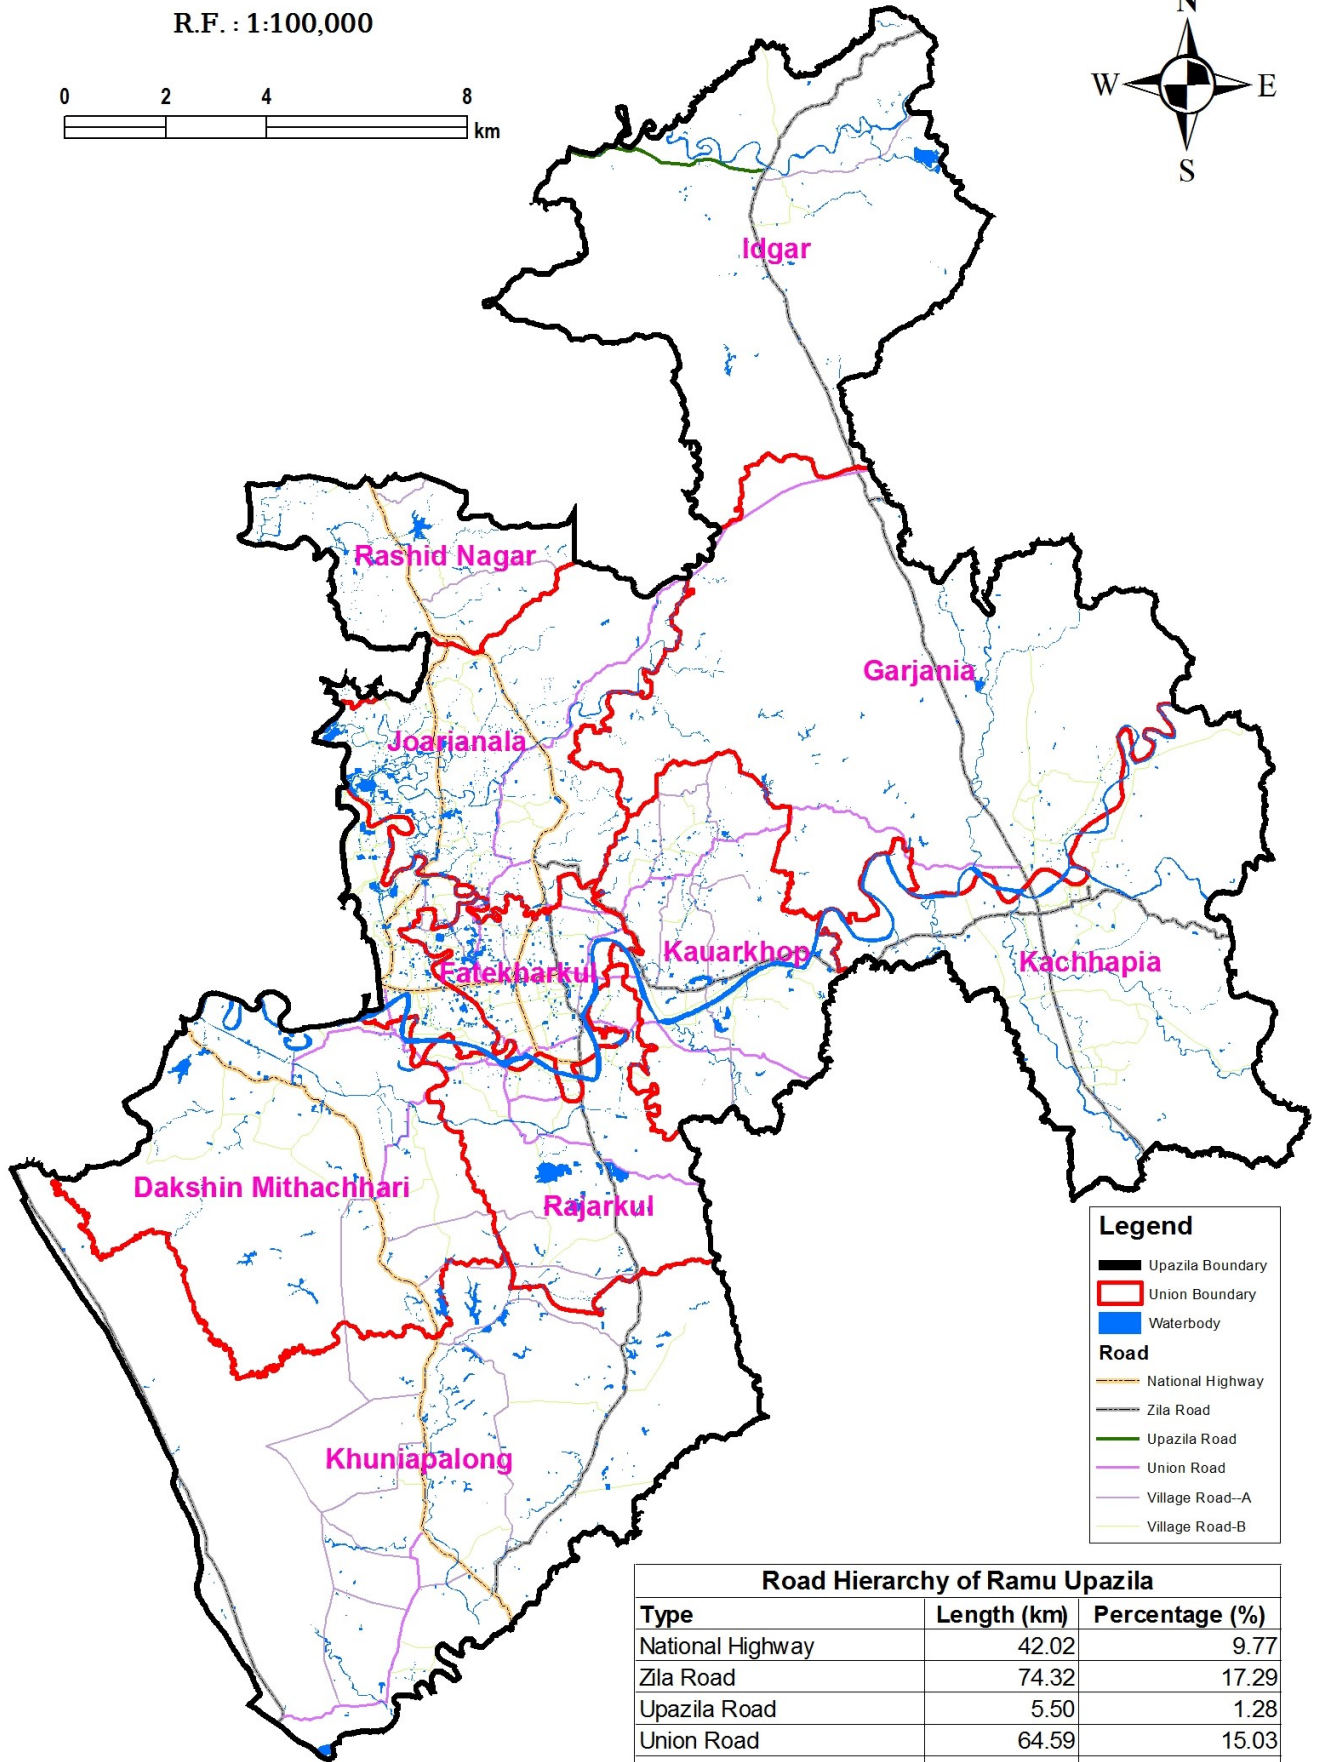 R.F. : 1:100,000
0 2 4 8
km
N
W E
S
Idgar
Rashid Nagar
Garjania
Joarianala
Kauarkhop
Fatekharkul
Kachhapia
Dakshin Mithachhari
Rajarkul
Khuniapalong
Legend
Upazila Boundary
Union Boundary
Waterbody
Road
National Highway
Zila Road
Upazila Road
Union Road
Village Road--A
Village Road-B
Road Hierarchy of Ramu Upazila
Type Length (km) Percentage (%)
National Highway 42.02 9.77
Zila Road 74.32 17.29
Upazila Road 5.50 1.28
Union Road 64.59 15.03